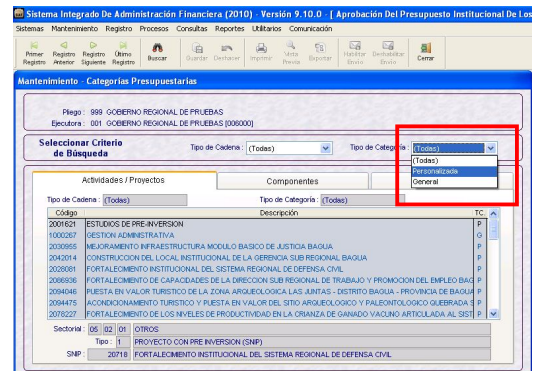 Sistema Integrado De Administración Financiera (2010) - Versión 9.10.0 - [ Aprobación Del Presupuesto Institucional De Los
Sistemas Mantenimiento Registro Procesos Consultas Reportes Utilitarios Comunicación
Primer Registro Registro Anterior Registro Siguiente Último Registro Buscar Guardar Deshacer Imprimir Vista Previa Exportar Habilitar Envío Deshabilitar Envío Cerrar
Mantenimiento - Categorías Presupuestarias
Pliego : 999 GOBIERNO REGIONAL DE PRUEBAS
Ejecutora : 001 GOBIERNO REGIONAL DE PRUEBAS [006000]
Seleccionar Criterio de Búsqueda
Tipo de Cadena : (Todas) Tipo de Categoría : (Todas)
(Todas)
Personalizada
General
Actividades / Proyectos Componentes
Tipo de Cadena : (Todas) Tipo de Categoría : (Todas)
Código Descripción TC.
2001621 ESTUDIOS DE PRE-INVERSION P
1000267 GESTION ADMINISTRATIVA G
2030955 MEJORAMIENTO INFRAESTRUCTURA MODULO BASICO DE JUSTICIA BAGUA P
2042014 CONSTRUCCION DEL LOCAL INSTITUCIONAL DE LA GERENCIA SUB REGIONAL BAGUA P
2028081 FORTALECIMIENTO INSTITUCIONAL DEL SISTEMA REGIONAL DE DEFENSA CIVIL P
2086936 FORTALECIMIENTO DE CAPACIDADES DE LA DIRECCION SUB REGIONAL DE TRABAJO Y PROMOCION DEL EMPLEO BAG P
2094046 PUESTA EN VALOR TURISTICO DE LA ZONA ARQUEOLOGICA LAS JUNTAS - DISTRITO BAGUA - PROVINCIA DE BAGUA P
2094475 ACONDICIONAMIENTO TURISTICO Y PUESTA EN VALOR DEL SITIO ARQUEOLOGICO Y PALEONTOLOGICO QUEBRADA S P
2078227 FORTALECIMIENTO DE LOS NIVELES DE PRODUCTIVIDAD EN LA CRIANZA DE GANADO VACUNO ARTICULADA AL SIST P
Sectorial : 05 02 01 OTROS
Tipo : 1 PROYECTO CON PRE INVERSION (SNIP)
SNIP : 20718 FORTALECIMIENTO INSTITUCIONAL DEL SISTEMA REGIONAL DE DEFENSA CIVIL